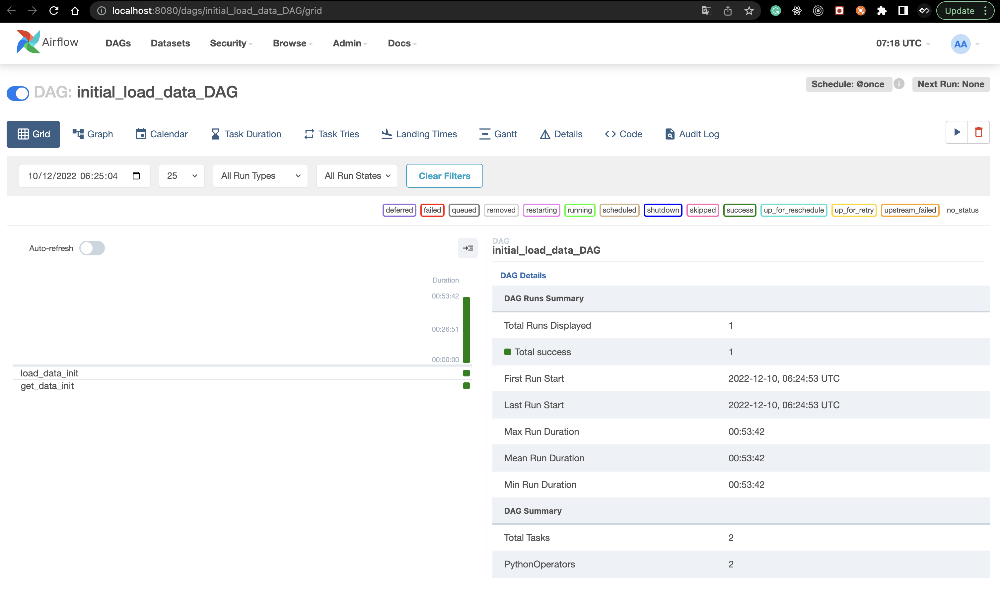 localhost:8080/dags/initial_load_data_DAG/grid
Update
Airflow
DAGs Datasets Security Browse Admin Docs
07:18 UTC
AA
DAG: initial_load_data_DAG
Schedule: @once
Next Run: None
Grid Graph Calendar Task Duration Task Tries Landing Times Gantt Details Code Audit Log
10/12/2022 06:25:04 25 All Run Types All Run States Clear Filters
deferred failed queued removed restarting running scheduled shutdown skipped success up_for_reschedule up_for_retry upstream_failed no_status
Auto-refresh
Duration
00:53:42
00:26:51
00:00:00
load_data_init
get_data_init
DAG
initial_load_data_DAG
DAG Details
DAG Runs Summary
Total Runs Displayed 1
Total success 1
First Run Start 2022-12-10, 06:24:53 UTC
Last Run Start 2022-12-10, 06:24:53 UTC
Max Run Duration 00:53:42
Mean Run Duration 00:53:42
Min Run Duration 00:53:42
DAG Summary
Total Tasks 2
PythonOperators 2